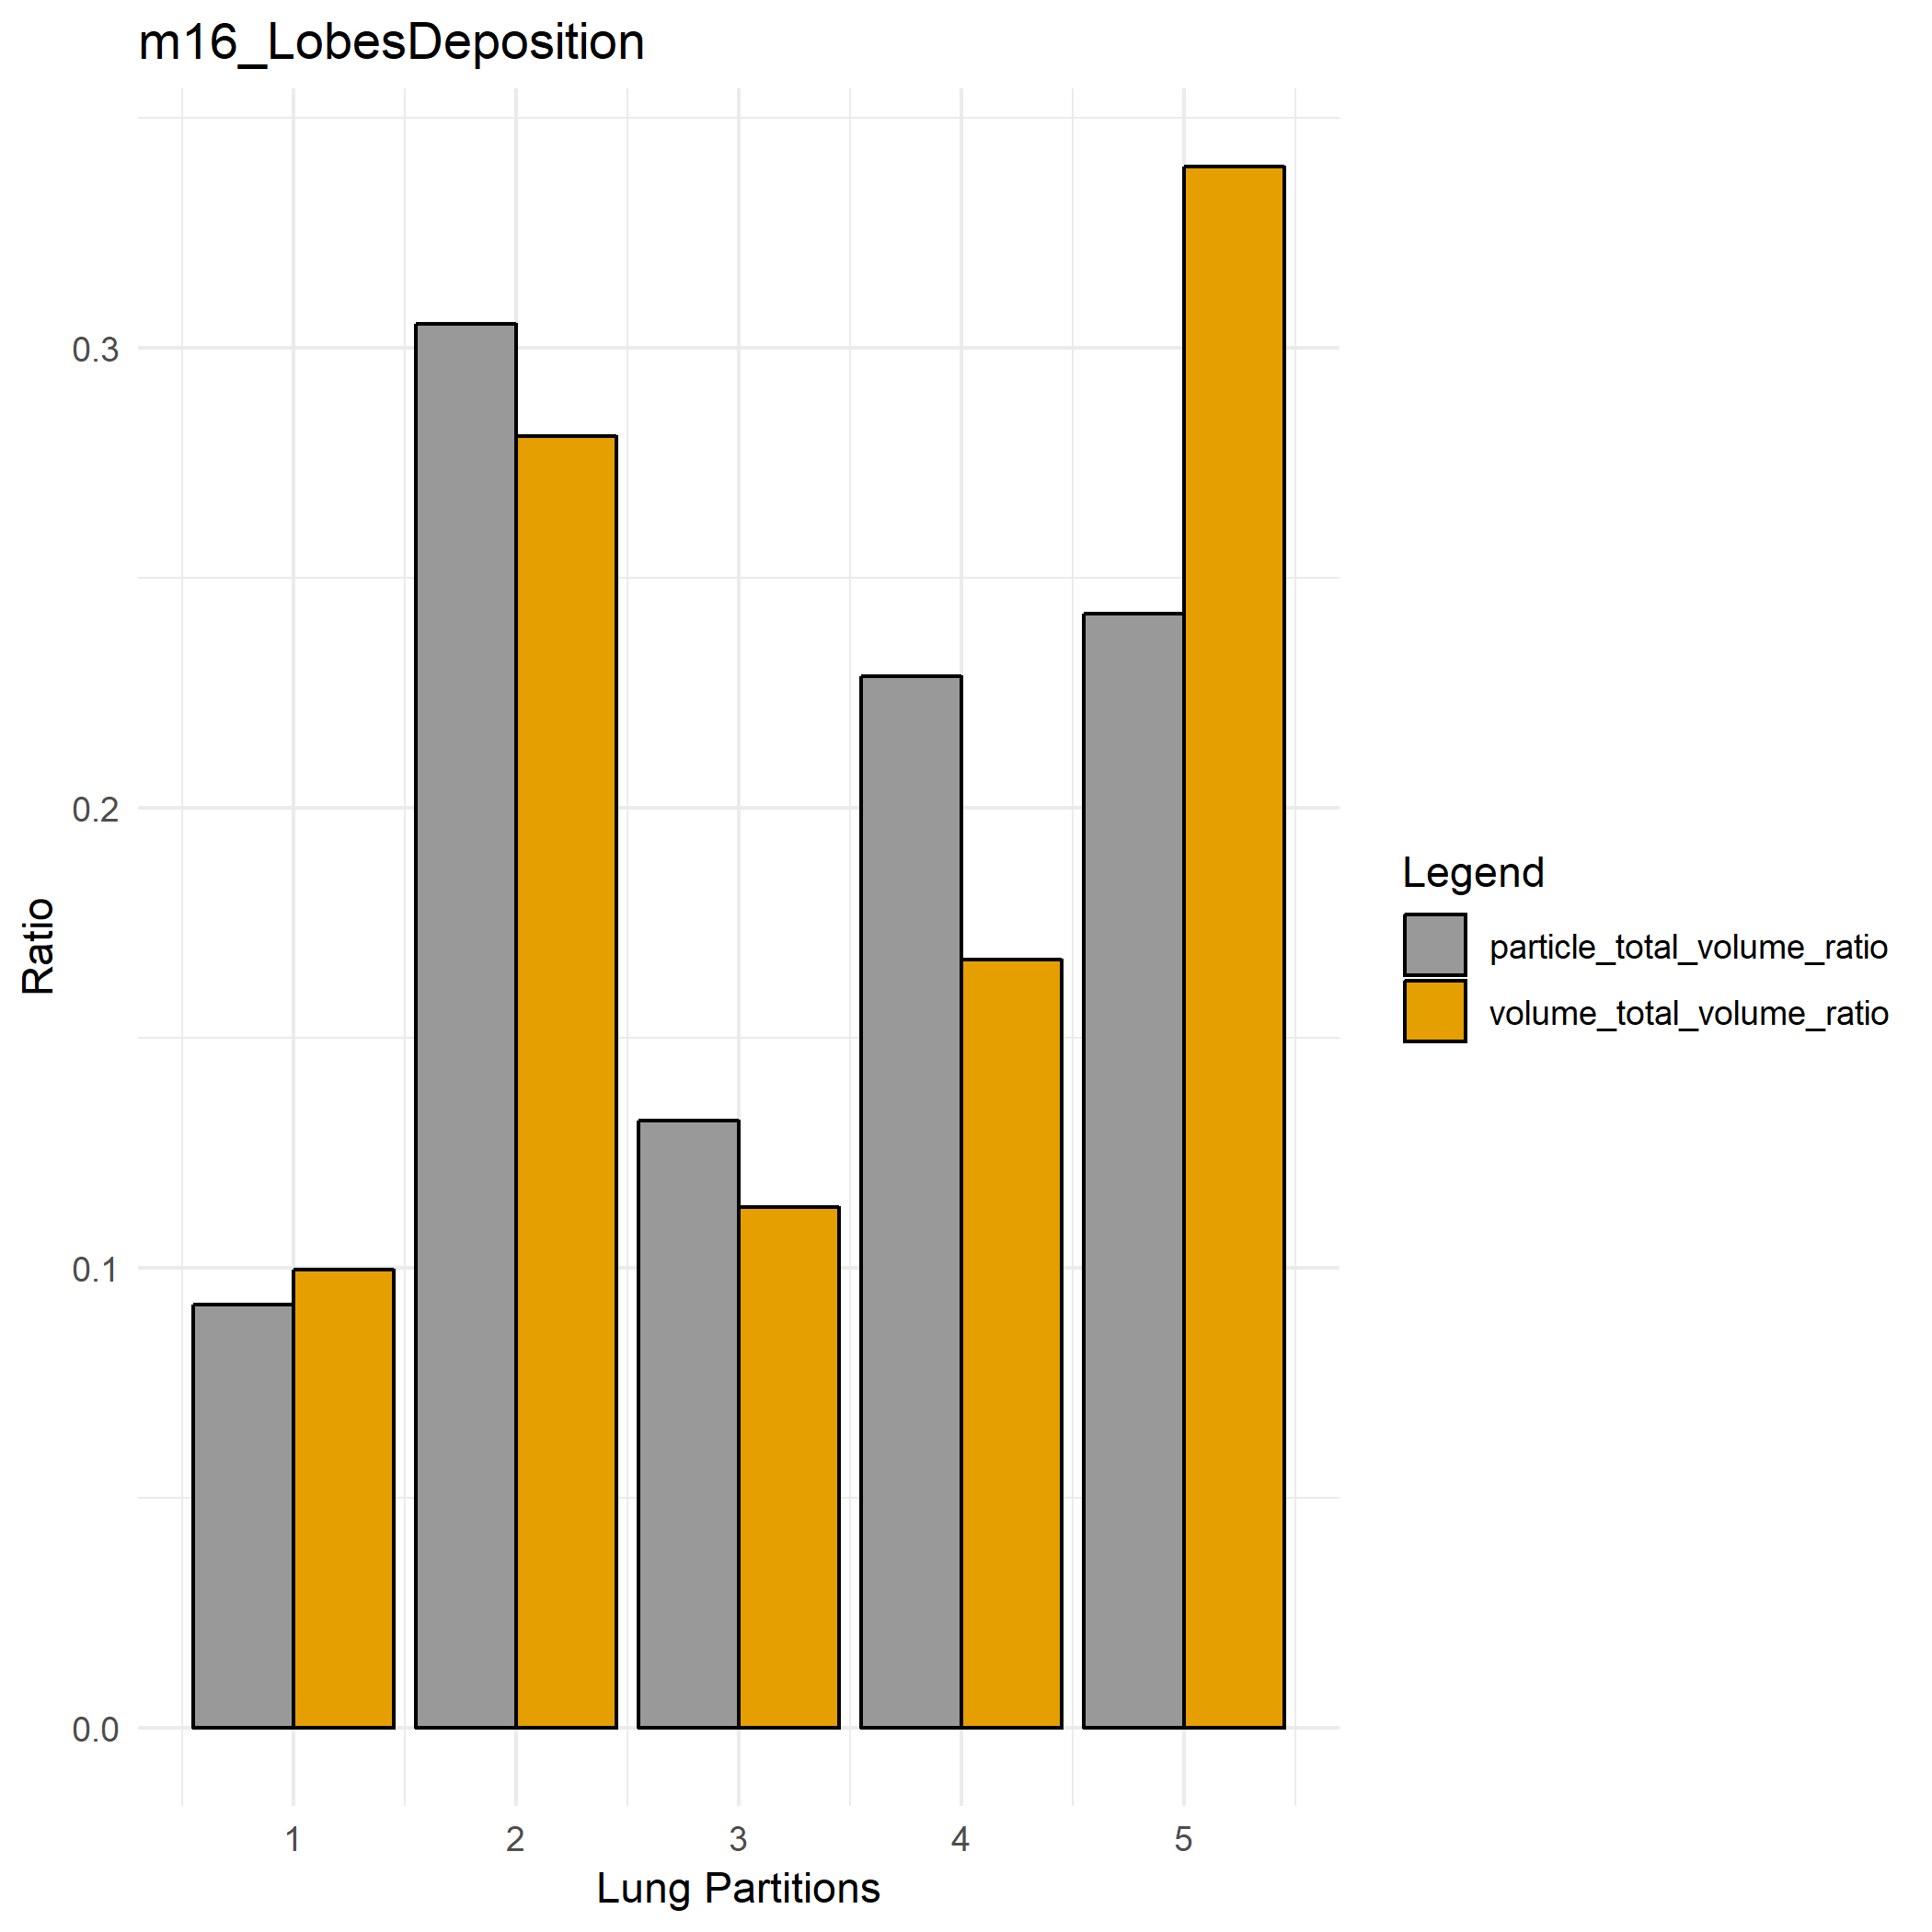 m16_LobesDeposition
0.3
0.2
0.1
0.0
Ratio
1 2 3 4 5
Lung Partitions
Legend
particle_total_volume_ratio
volume_total_volume_ratio